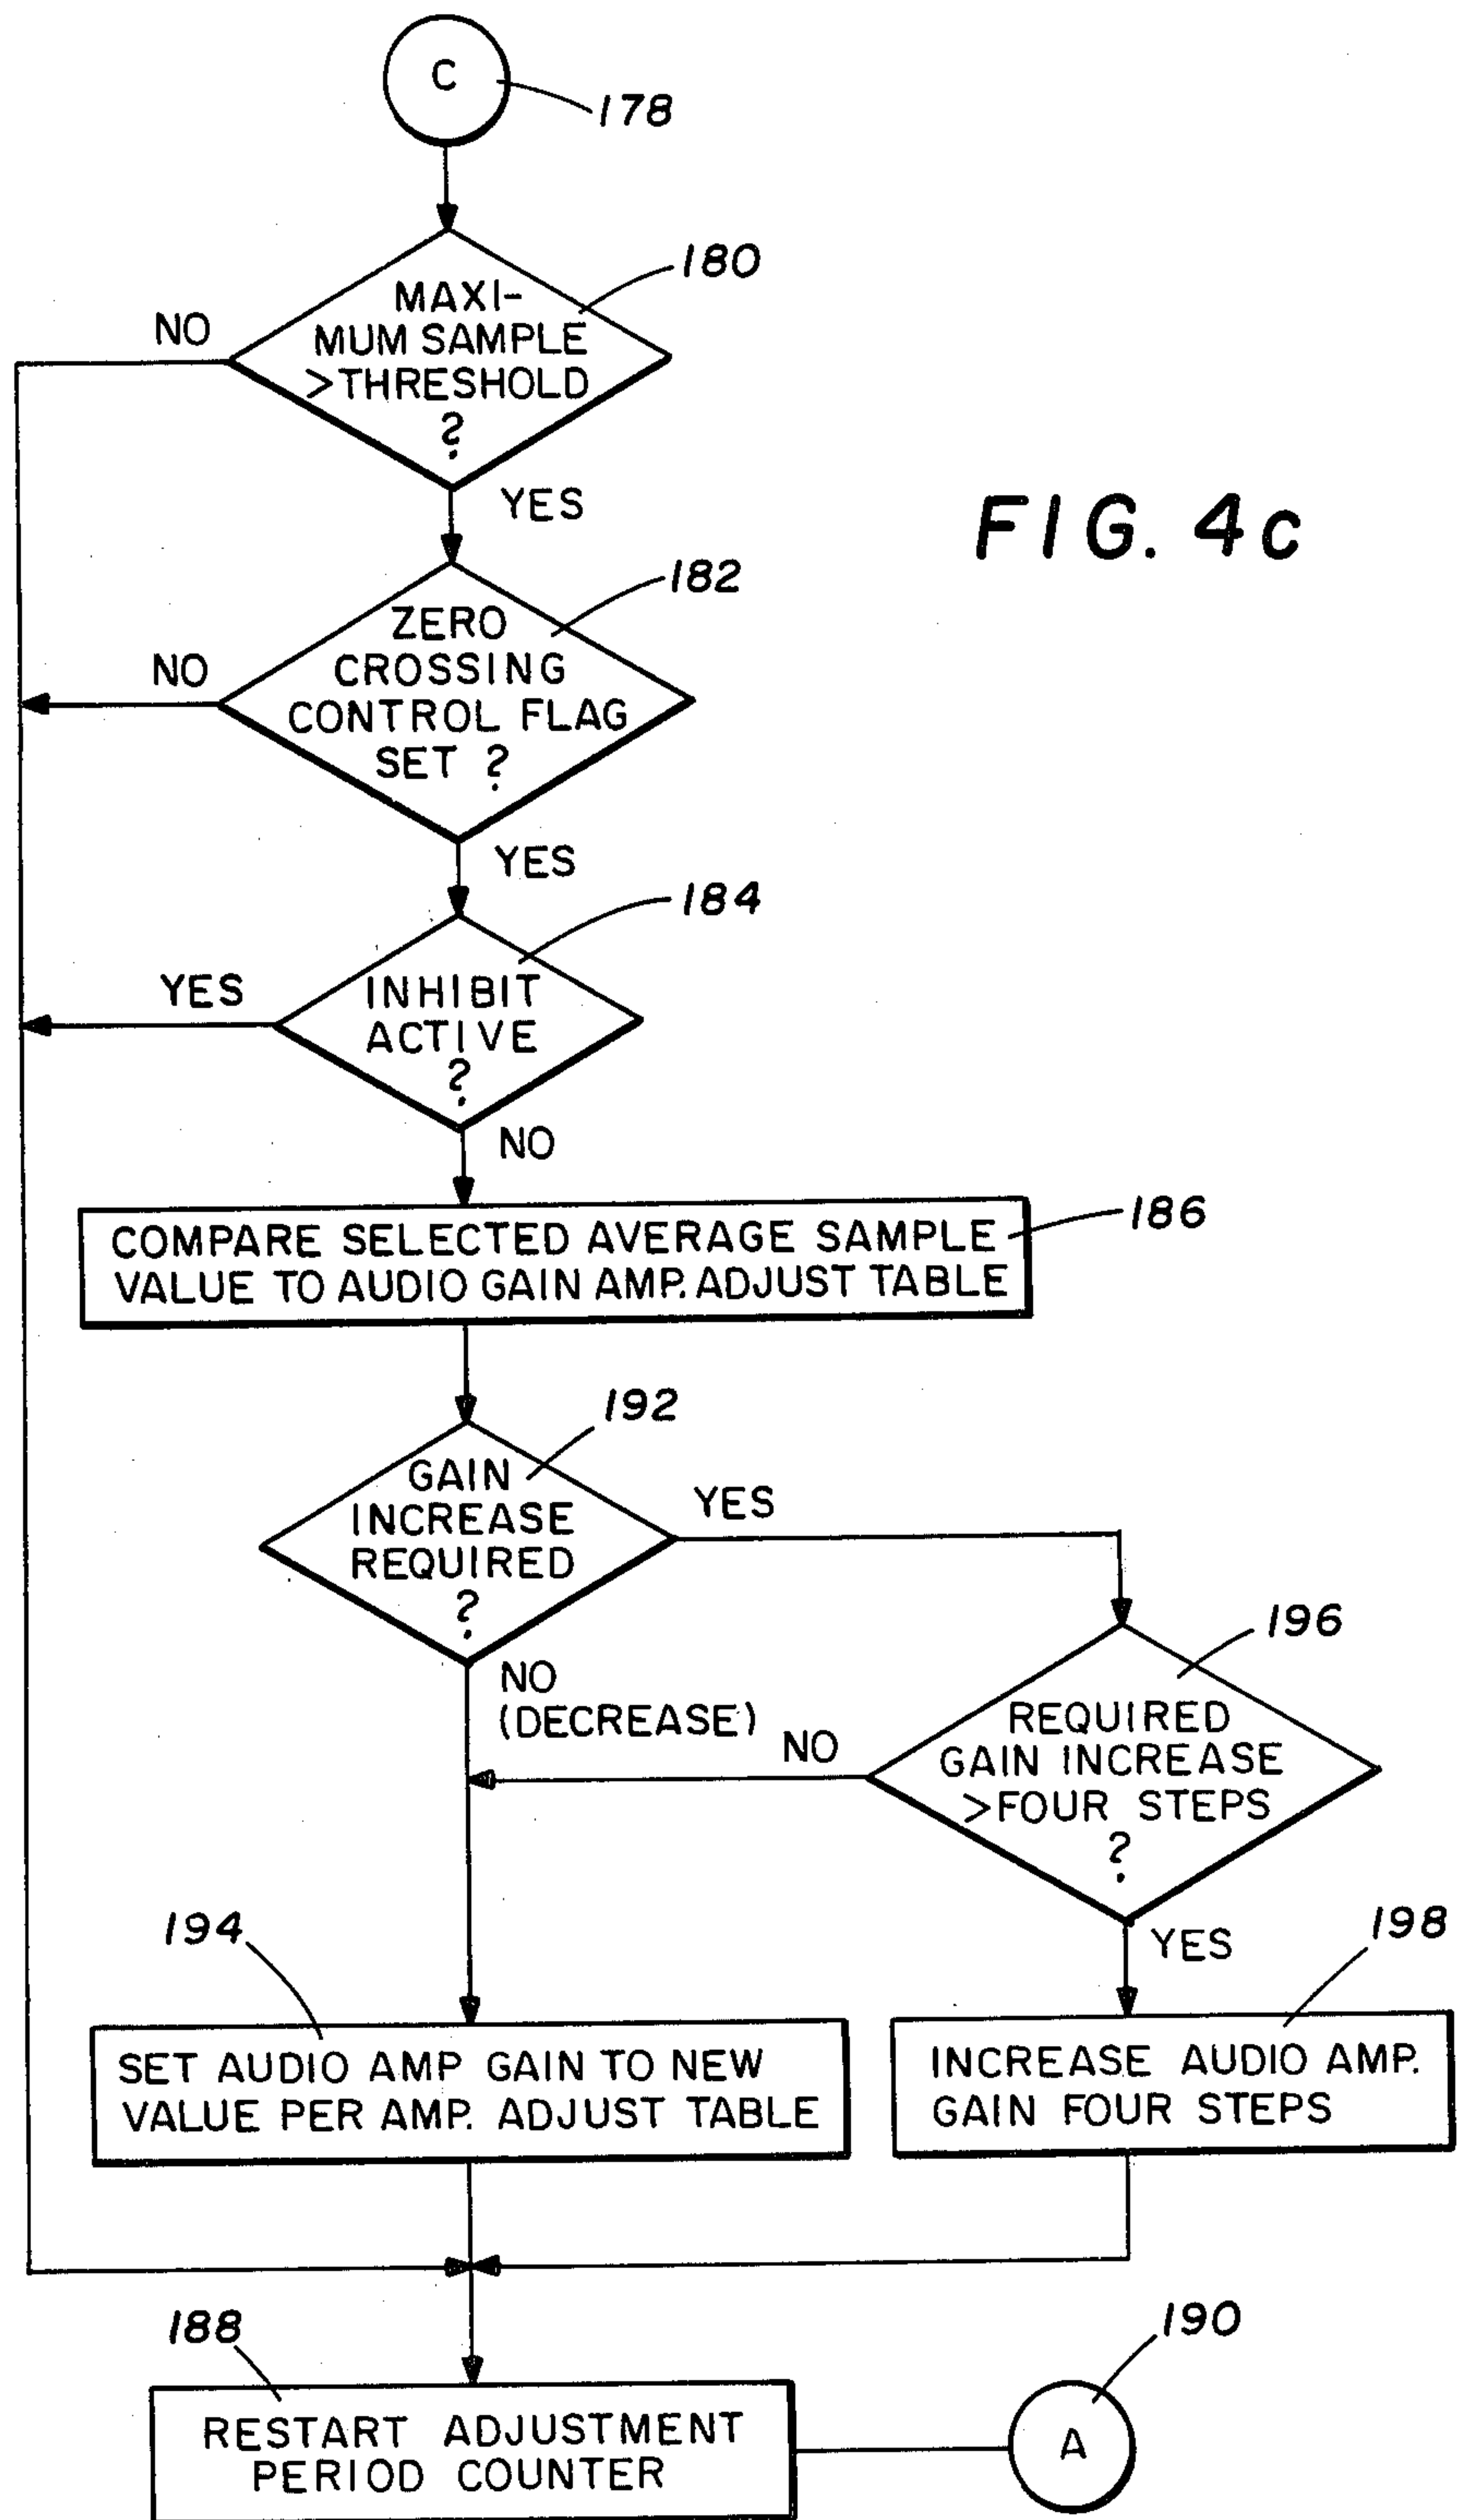 C
178
180
MAXI-
MUM SAMPLE
>THRESHOLD
?
NO
YES
FIG. 4c
182
ZERO
CROSSING
CONTROL FLAG
SET ?
NO
YES
184
INHIBIT
ACTIVE
?
YES
NO
186
COMPARE SELECTED AVERAGE SAMPLE
VALUE TO AUDIO GAIN AMP. ADJUST TABLE
192
GAIN
INCREASE
REQUIRED
?
YES
NO
(DECREASE)
196
REQUIRED
GAIN INCREASE
>FOUR STEPS
?
NO
YES
194
198
SET AUDIO AMP GAIN TO NEW
VALUE PER AMP. ADJUST TABLE
INCREASE AUDIO AMP.
GAIN FOUR STEPS
188
190
RESTART ADJUSTMENT
PERIOD COUNTER
A